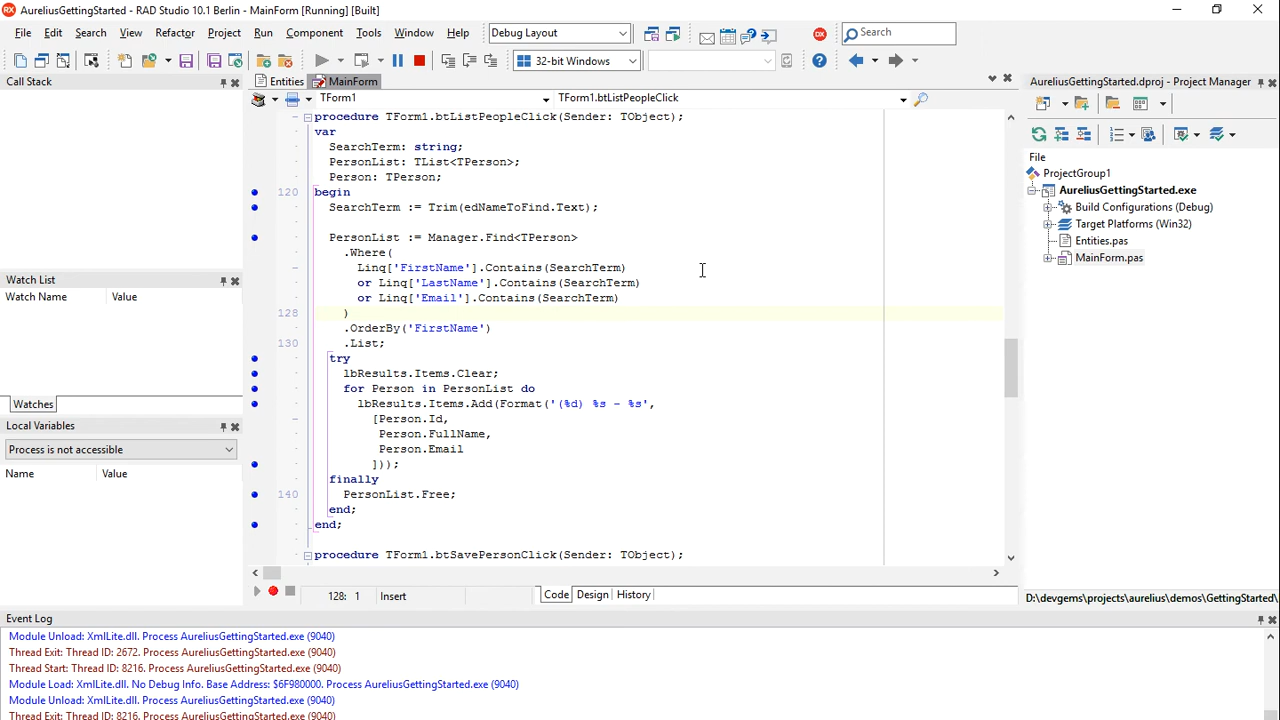 AureliusGettingStarted - RAD Studio 10.1 Berlin - MainForm [Running] [Built]
File Edit Search View Refactor Project Run Component Tools Window Help
Debug Layout
Search
32-bit Windows
Call Stack
Entities
MainForm
AureliusGettingStarted.dproj - Project Manager
TForm1
TForm1.btListPeopleClick
procedure TForm1.btListPeopleClick(Sender: TObject);
var
SearchTerm: string;
PersonList: TList<TPerson>;
Person: TPerson;
120 begin
SearchTerm := Trim(edNameToFind.Text);
PersonList := Manager.Find<TPerson>
.Where(
Linq['FirstName'].Contains(SearchTerm)
or Linq['LastName'].Contains(SearchTerm)
or Linq['Email'].Contains(SearchTerm)
128 )
.OrderBy('FirstName')
130 .List;
try
lbResults.Items.Clear;
for Person in PersonList do
lbResults.Items.Add(Format('(%d) %s - %s',
[Person.Id,
Person.FullName,
Person.Email
]));
finally
140 PersonList.Free;
end;
end;
procedure TForm1.btSavePersonClick(Sender: TObject);
128: 1
Insert
Code
Design
History
File
ProjectGroup1
AureliusGettingStarted.exe
Build Configurations (Debug)
Target Platforms (Win32)
Entities.pas
MainForm.pas
D:\devgems\projects\aurelius\demos\GettingStarted\
Watch List
Watch Name Value
Watches
Local Variables
Process is not accessible
Name Value
Event Log
Module Unload: XmlLite.dll. Process AureliusGettingStarted.exe (9040)
Thread Exit: Thread ID: 2672. Process AureliusGettingStarted.exe (9040)
Thread Start: Thread ID: 8216. Process AureliusGettingStarted.exe (9040)
Module Load: XmlLite.dll. No Debug Info. Base Address: $6F980000. Process AureliusGettingStarted.exe (9040)
Module Unload: XmlLite.dll. Process AureliusGettingStarted.exe (9040)
Thread Exit: Thread ID: 8216. Process AureliusGettingStarted.exe (9040)